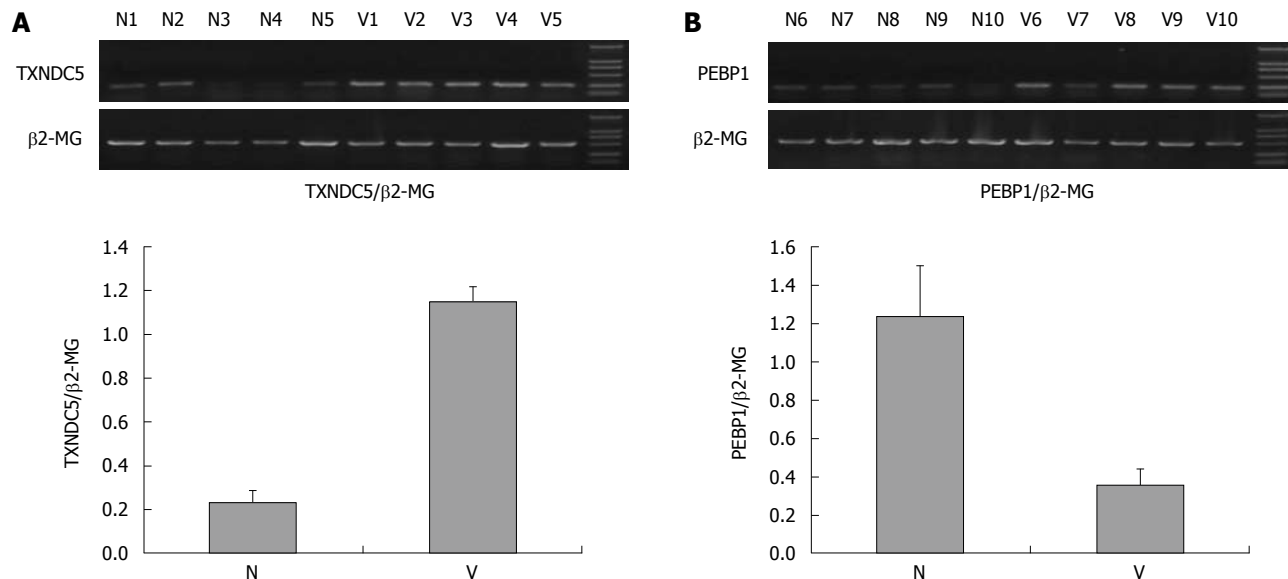 A
N1 N2 N3 N4 N5 V1 V2 V3 V4 V5
TXNDC5
β2-MG
TXNDC5/β2-MG
TXNDC5/β2-MG
1.4
1.2
1.0
0.8
0.6
0.4
0.2
0.0
N V
B
N6 N7 N8 N9 N10 V6 V7 V8 V9 V10
PEBP1
β2-MG
PEBP1/β2-MG
PEBP1/β2-MG
1.6
1.4
1.2
1.0
0.8
0.6
0.4
0.2
0.0
N V